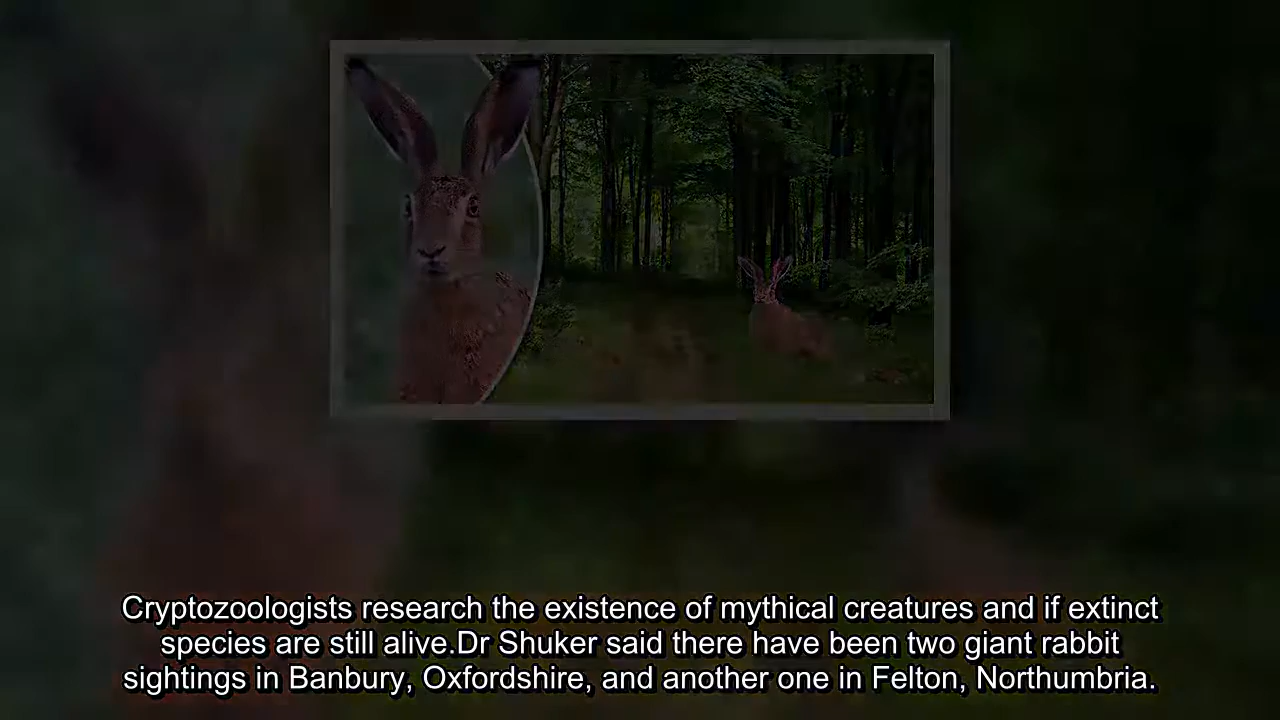 Cryptozoologists research the existence of mythical creatures and if extinct
species are still alive.Dr Shuker said there have been two giant rabbit
sightings in Banbury, Oxfordshire, and another one in Felton, Northumbria.